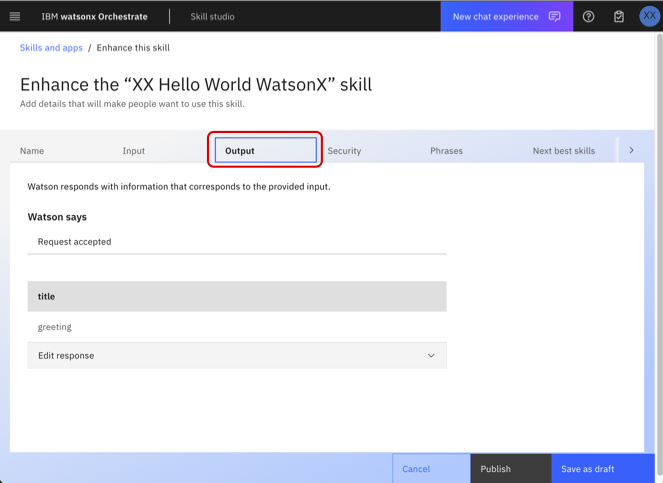 IBM watsonx Orchestrate Skill studio New chat experience XX
Skills and apps / Enhance this skill
Enhance the “XX Hello World WatsonX” skill
Add details that will make people want to use this skill.
Name Input Output Security Phrases Next best skills
Watson responds with information that corresponds to the provided input.
Watson says
Request accepted
title
greeting
Edit response
Cancel Publish Save as draft